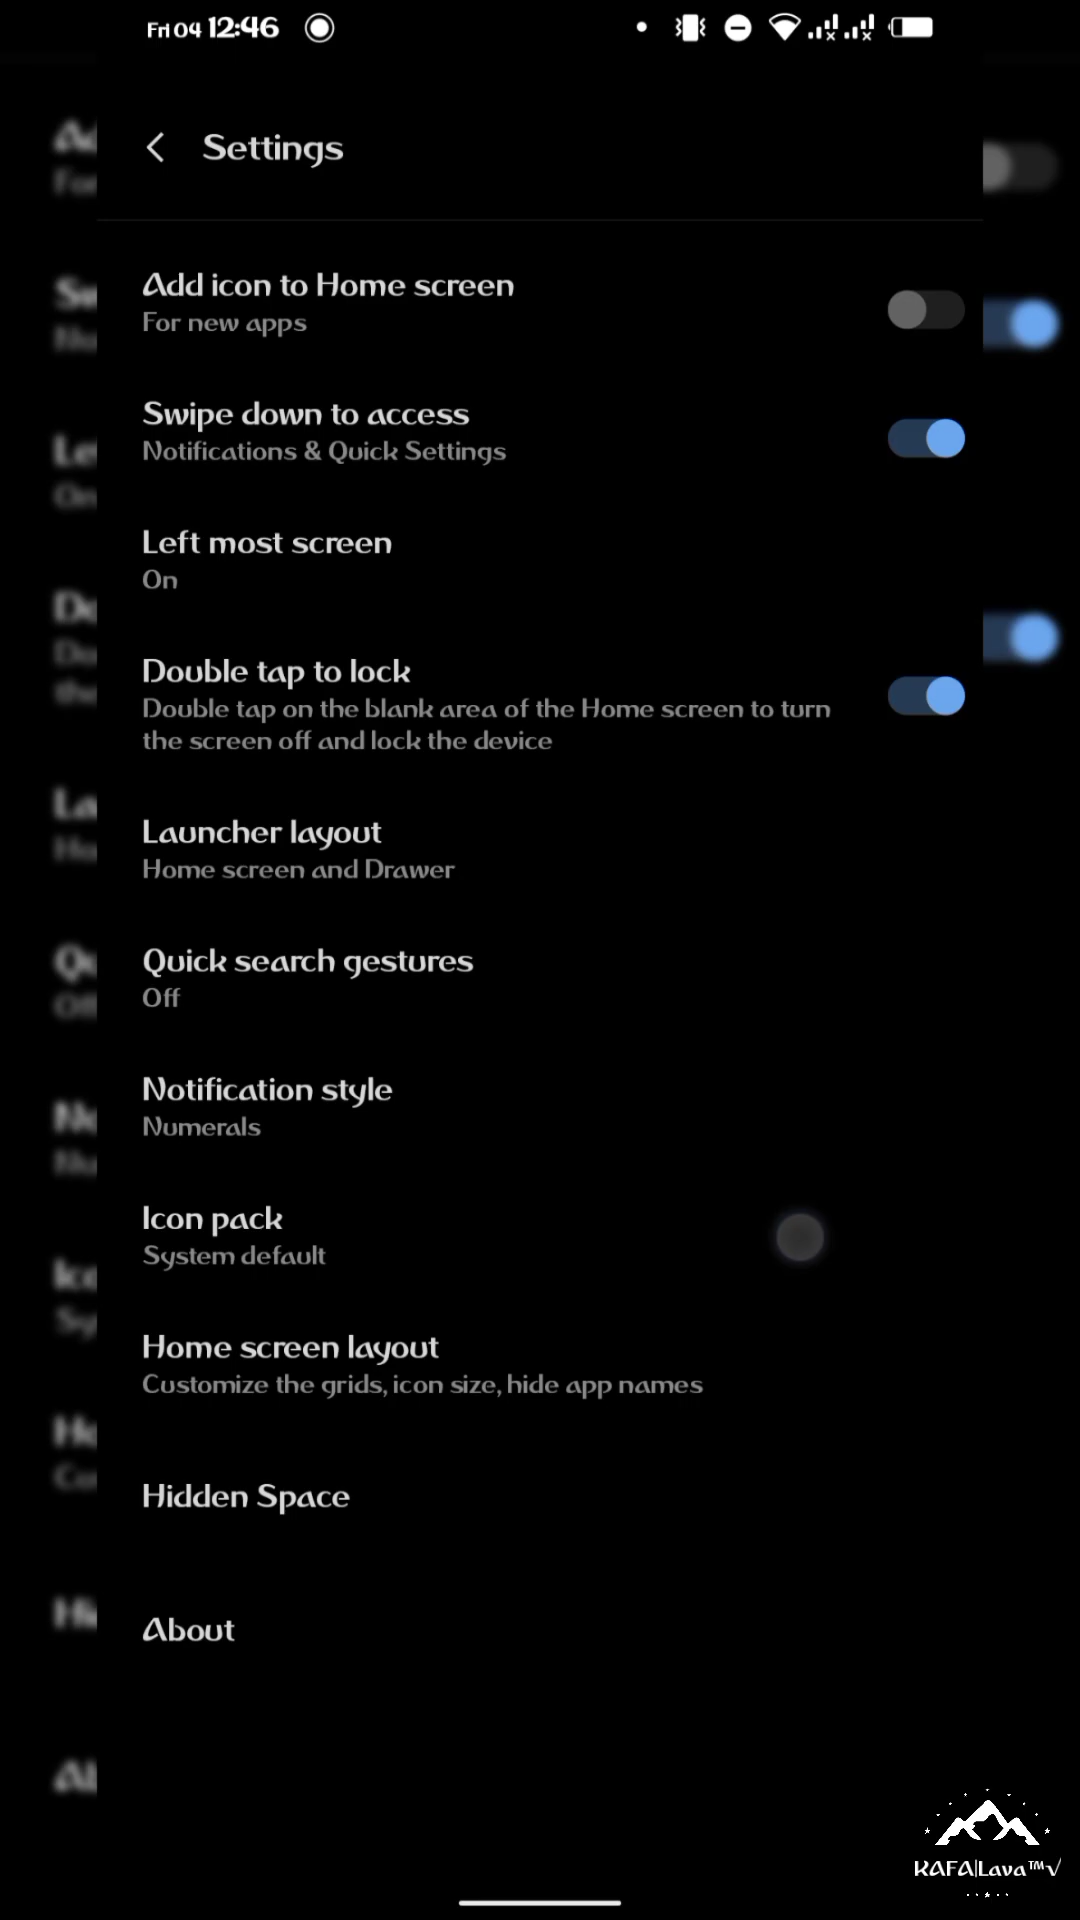 Fri 04 12:46
Settings
Add icon to Home screen
For new apps
Swipe down to access
Notifications & Quick Settings
Left most screen
On
Double tap to lock
Double tap on the blank area of the Home screen to turn
the screen off and lock the device
Launcher layout
Home screen and Drawer
Quick search gestures
Off
Notification style
Numerals
Icon pack
System default
Home screen layout
Customize the grids, icon size, hide app names
Hidden Space
About
KAFA|Lava™√